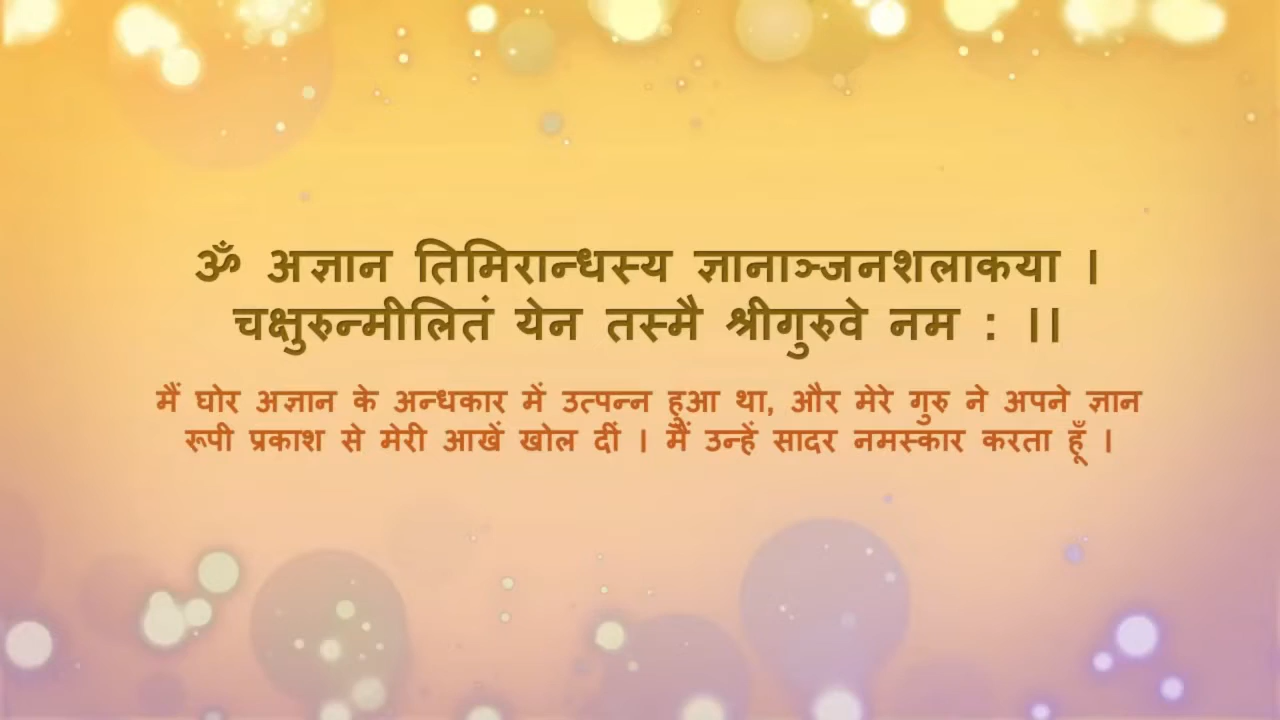 ॐ अज्ञान तिमिरान्धस्य ज्ञानाञ्जनशलाकया ।
चक्षुरुन्मीलितं येन तस्मै श्रीगुरुवे नम : ।।
मैं घोर अज्ञान के अन्धकार में उत्पन्न हुआ था, और मेरे गुरु ने अपने ज्ञान
रूपी प्रकाश से मेरी आखें खोल दीं । मैं उन्हें सादर नमस्कार करता हूँ ।